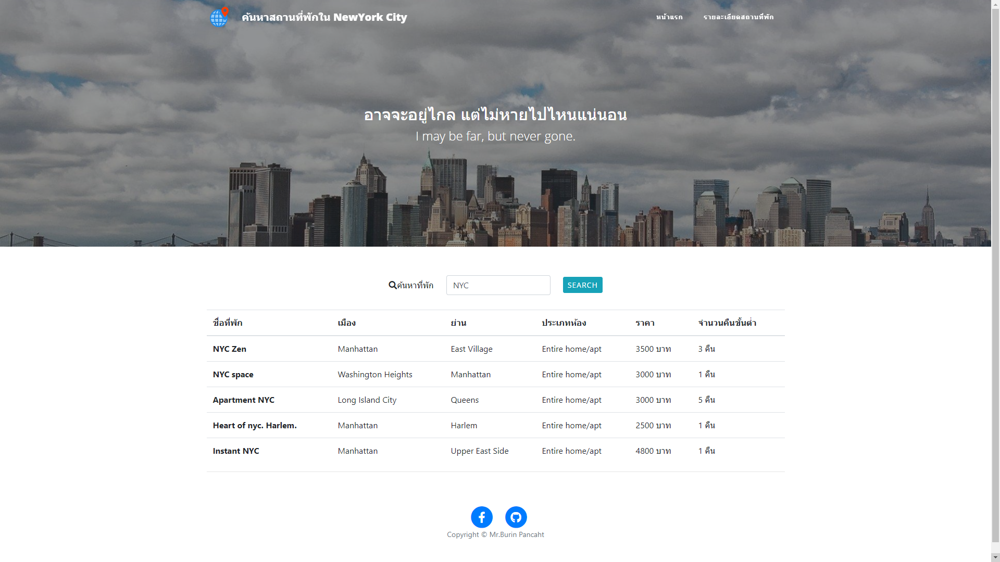 ค้นหาสถานที่พักใน NewYork City
หน้าแรก
รายละเอียดสถานที่พัก
อาจจะอยู่ไกล แต่ไม่หายไปไหนแน่นอน
I may be far, but never gone.
ค้นหาที่พัก NYC SEARCH
ชื่อที่พัก เมือง ย่าน ประเภทห้อง ราคา จำนวนคืนขั้นต่ำ
NYC Zen Manhattan East Village Entire home/apt 3500 บาท 3 คืน
NYC space Washington Heights Manhattan Entire home/apt 3000 บาท 1 คืน
Apartment NYC Long Island City Queens Entire home/apt 3000 บาท 5 คืน
Heart of nyc. Harlem. Manhattan Harlem Entire home/apt 2500 บาท 1 คืน
Instant NYC Manhattan Upper East Side Entire home/apt 4800 บาท 1 คืน
Copyright © Mr.Burin Pancaht